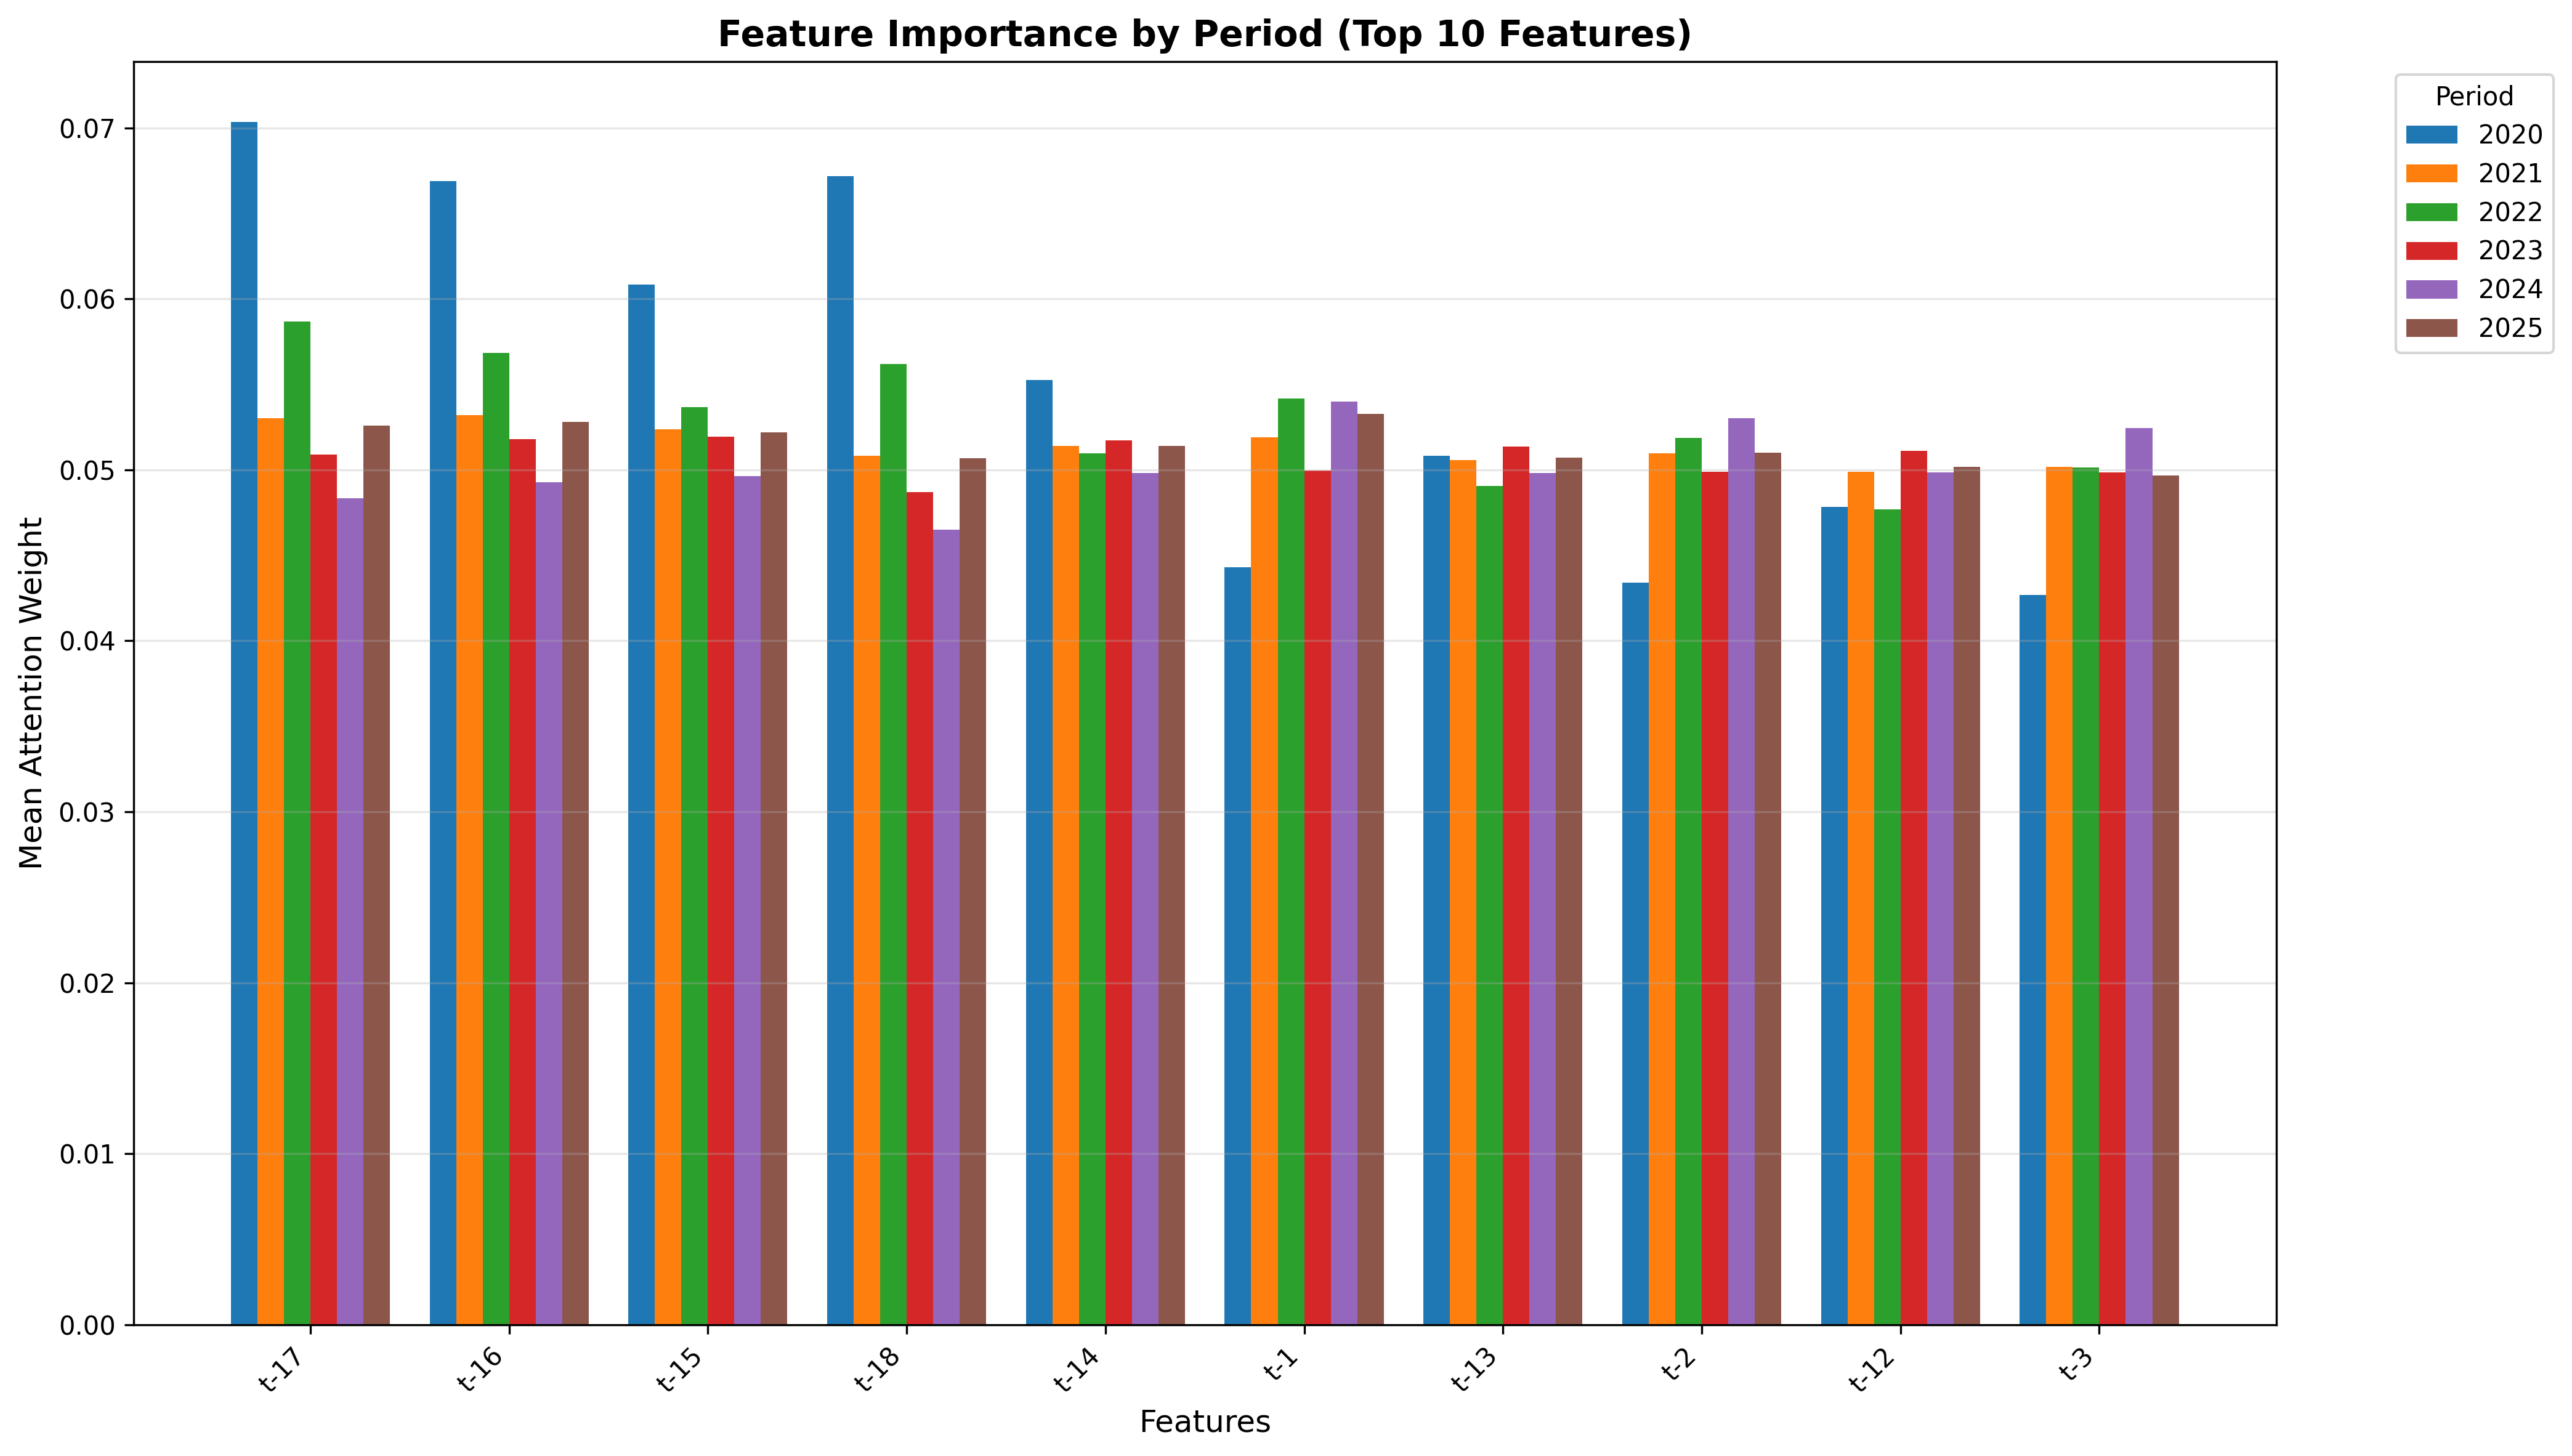 Feature Importance by Period (Top 10 Features)
Period
2020
2021
2022
2023
2024
2025
Mean Attention Weight
0.07
0.06
0.05
0.04
0.03
0.02
0.01
0.00
t-17
t-16
t-15
t-18
t-14
t-1
t-13
t-2
t-12
t-3
Features